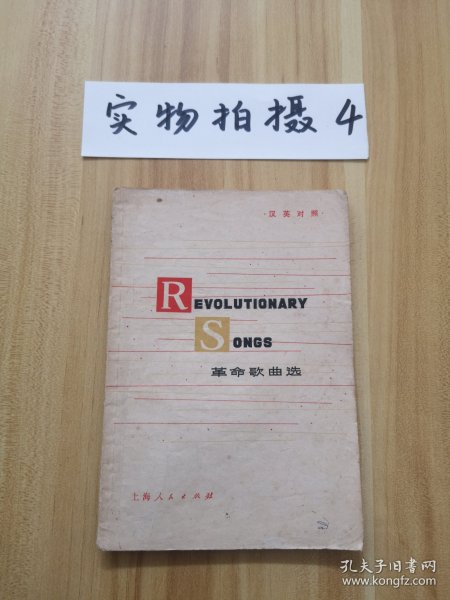 实物拍摄4
·汉英对照·
REVOLUTIONARY
SONGS
革命歌曲选
上海人民出版社
孔夫子旧书网
www.kongfz.com